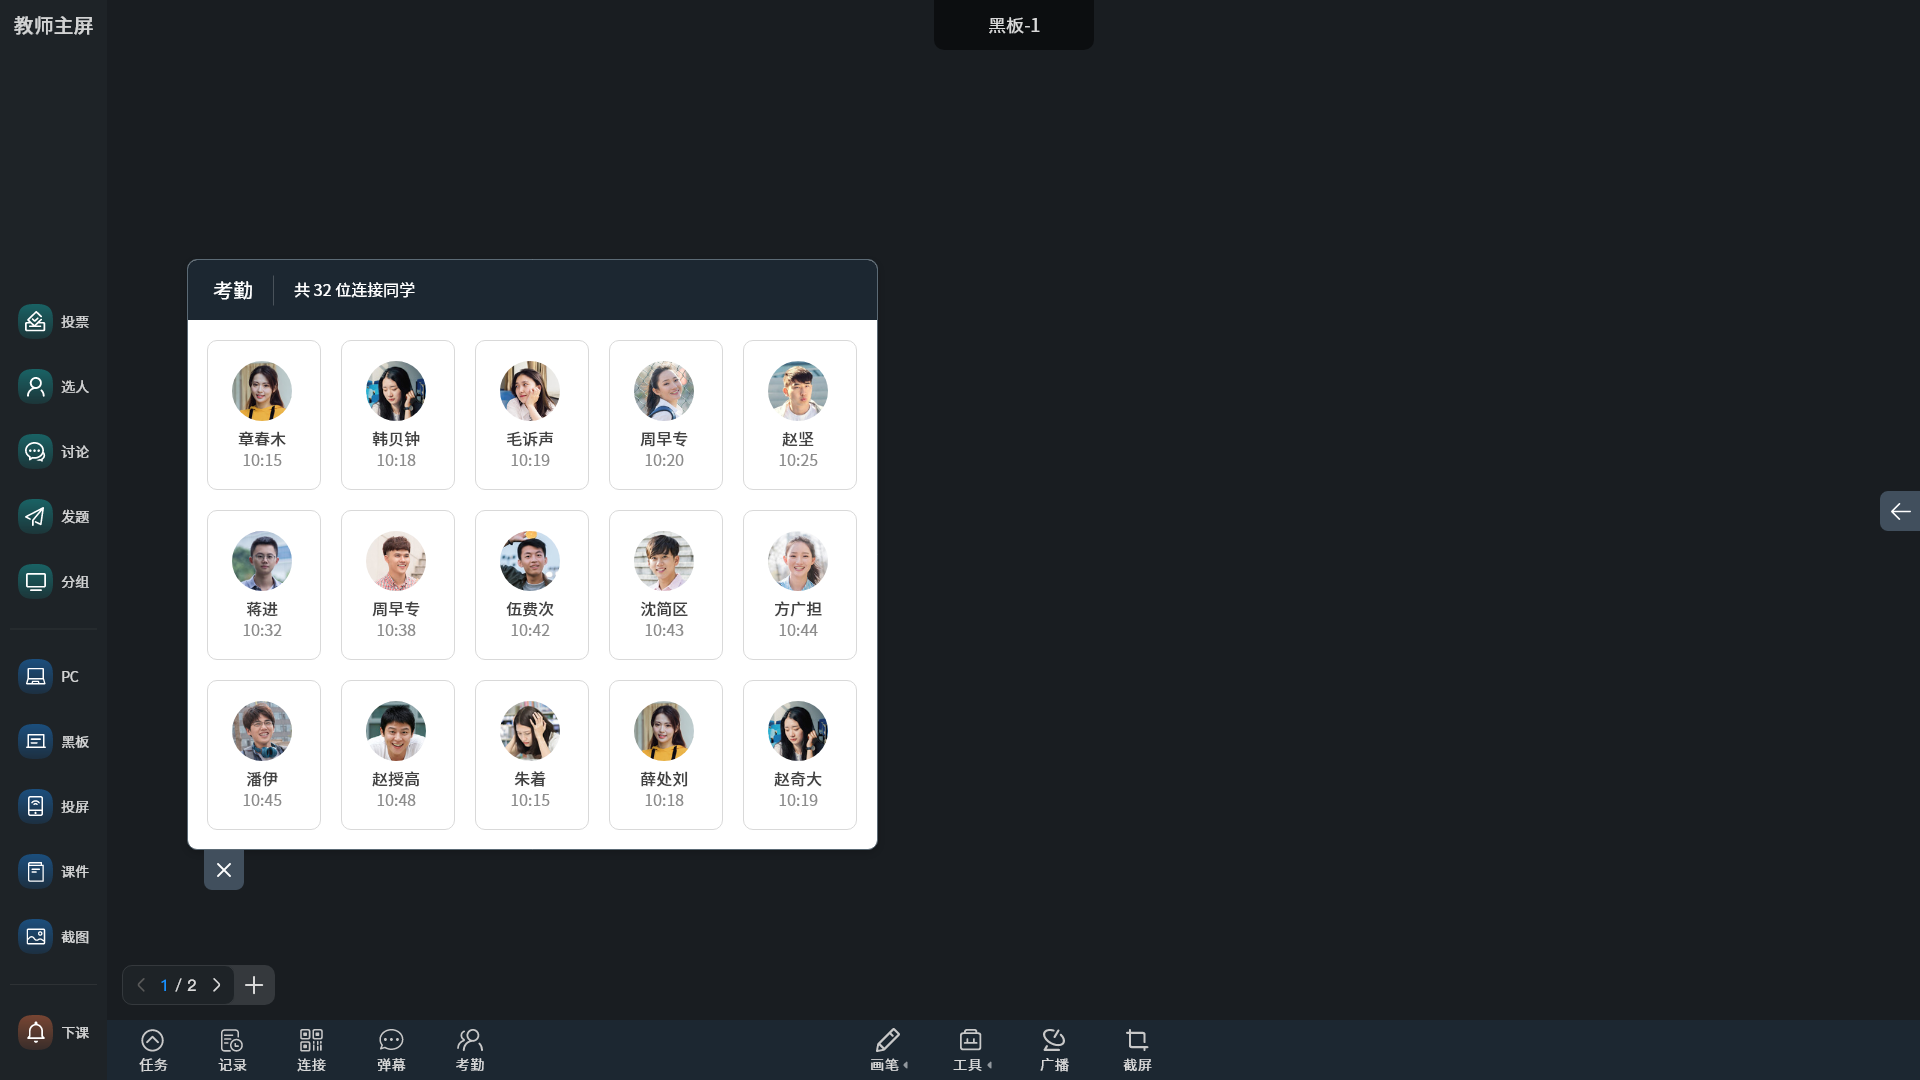 教师主屏
黑板-1
投票
选人
讨论
发题
分组
PC
黑板
投屏
课件
截图
下课
考勤
共 32 位连接同学
章春木
10:15
韩贝钟
10:18
毛诉声
10:19
周早专
10:20
赵坚
10:25
蒋进
10:32
周早专
10:38
伍费次
10:42
沈简区
10:43
方广担
10:44
潘伊
10:45
赵授高
10:48
朱着
10:15
薛处刘
10:18
赵奇大
10:19
1 / 2
任务
记录
连接
弹幕
考勤
画笔
工具
广播
截屏